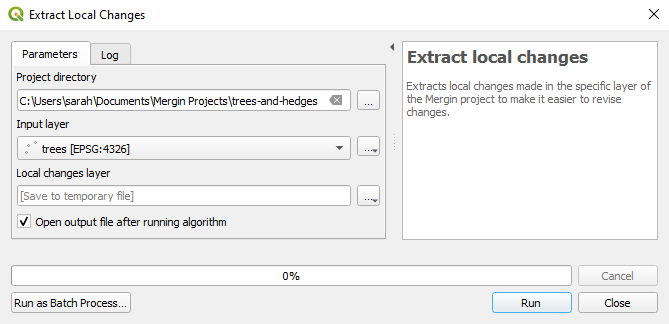 Extract Local Changes
Parameters
Log
Project directory
C:\Users\sarah\Documents\Mergin Projects\trees-and-hedges
...
Input layer
trees [EPSG:4326]
...
Local changes layer
[Save to temporary file]
...
Open output file after running algorithm
Extract local changes
Extracts local changes made in the specific layer of
the Mergin project to make it easier to revise
changes.
0%
Cancel
Run as Batch Process...
Run
Close